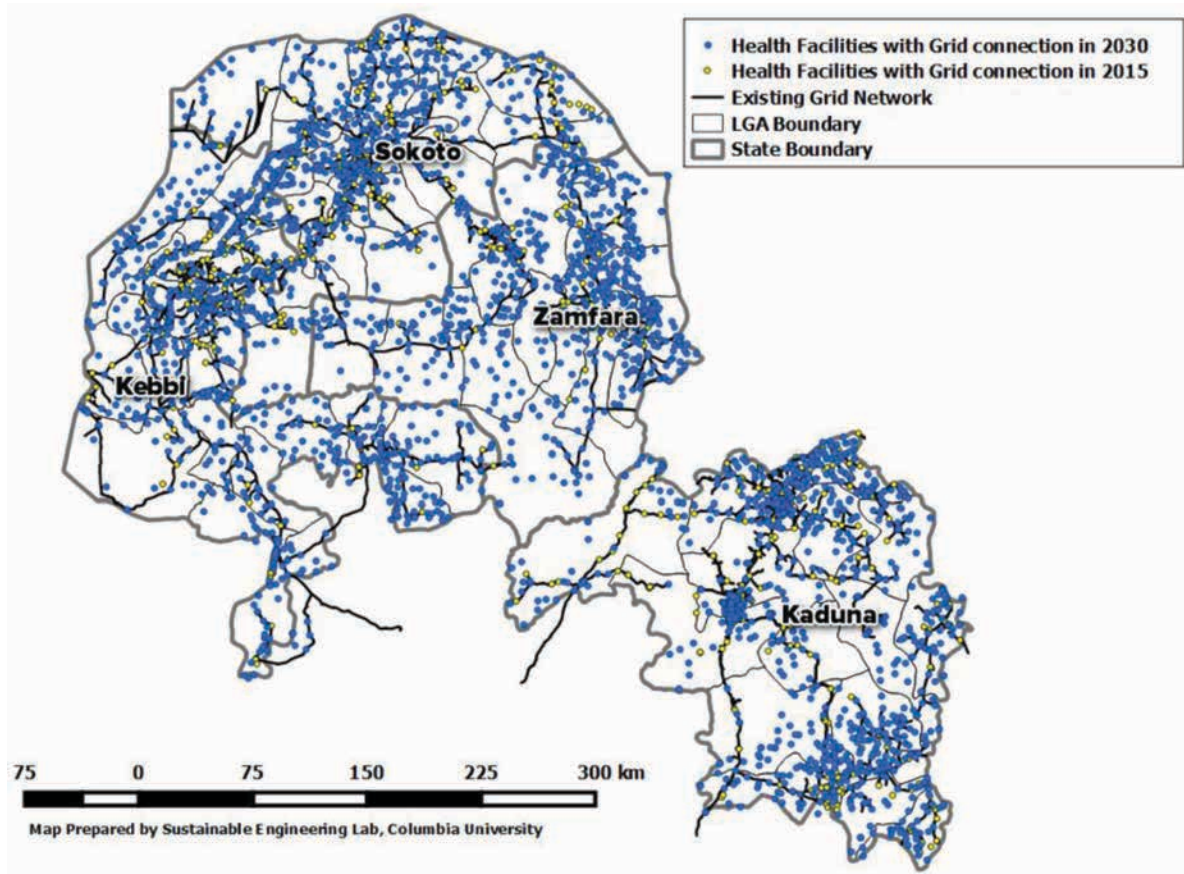 Health Facilities with Grid connection in 2030
Health Facilities with Grid connection in 2015
Existing Grid Network
LGA Boundary
State Boundary
Sokoto
Zamfara
Kebbi
Kaduna
75 0 75 150 225 300 km
Map Prepared by Sustainable Engineering Lab, Columbia University